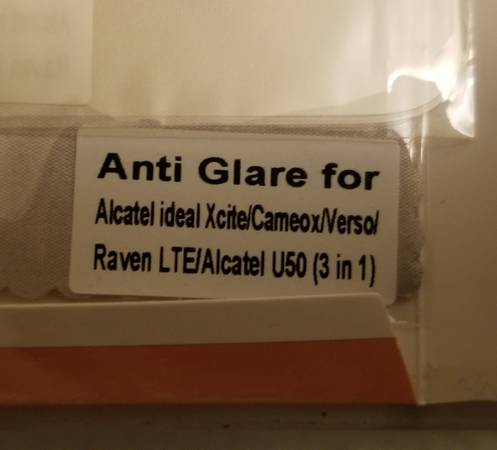 Anti Glare for
Alcatel ideal Xcite/Cameox/Verso/
Raven LTE/Alcatel U50 (3 in 1)